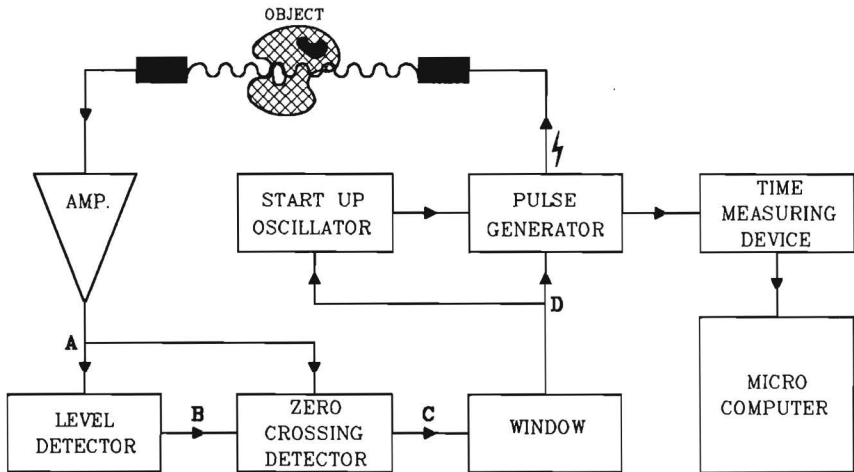 OBJECT
AMP.
START UP
OSCILLATOR
PULSE
GENERATOR
TIME
MEASURING
DEVICE
D
A
LEVEL
DETECTOR
B
ZERO
CROSSING
DETECTOR
C
WINDOW
MICRO
COMPUTER